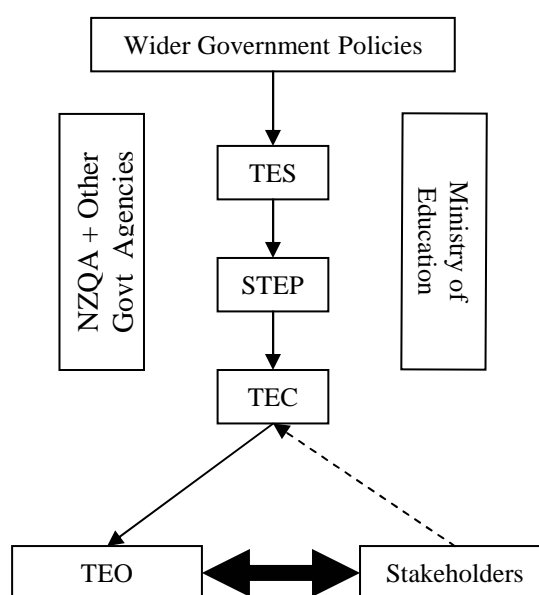 Wider Government Policies
NZQA + Other
Govt  Agencies
TES
Ministry of
Education
STEP
TEC
TEO
Stakeholders